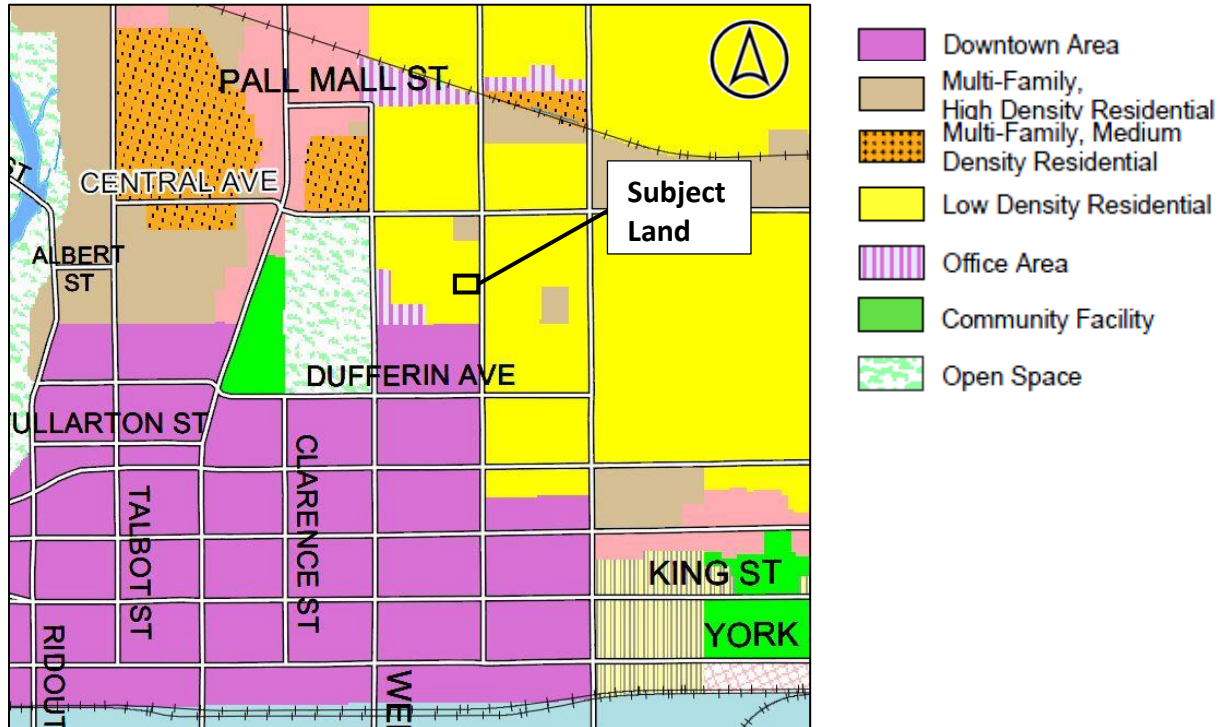 PALL MALL ST
ST
CENTRAL AVE
Subject
Land
ALBERT
ST
DUFFERIN AVE
ULLARTON ST
CLARENCE ST
TALBOT ST
KING ST
YORK
RIDOUT
WE
Downtown Area
Multi-Family,
High Density Residential
Multi-Family, Medium
Density Residential
Low Density Residential
Office Area
Community Facility
Open Space